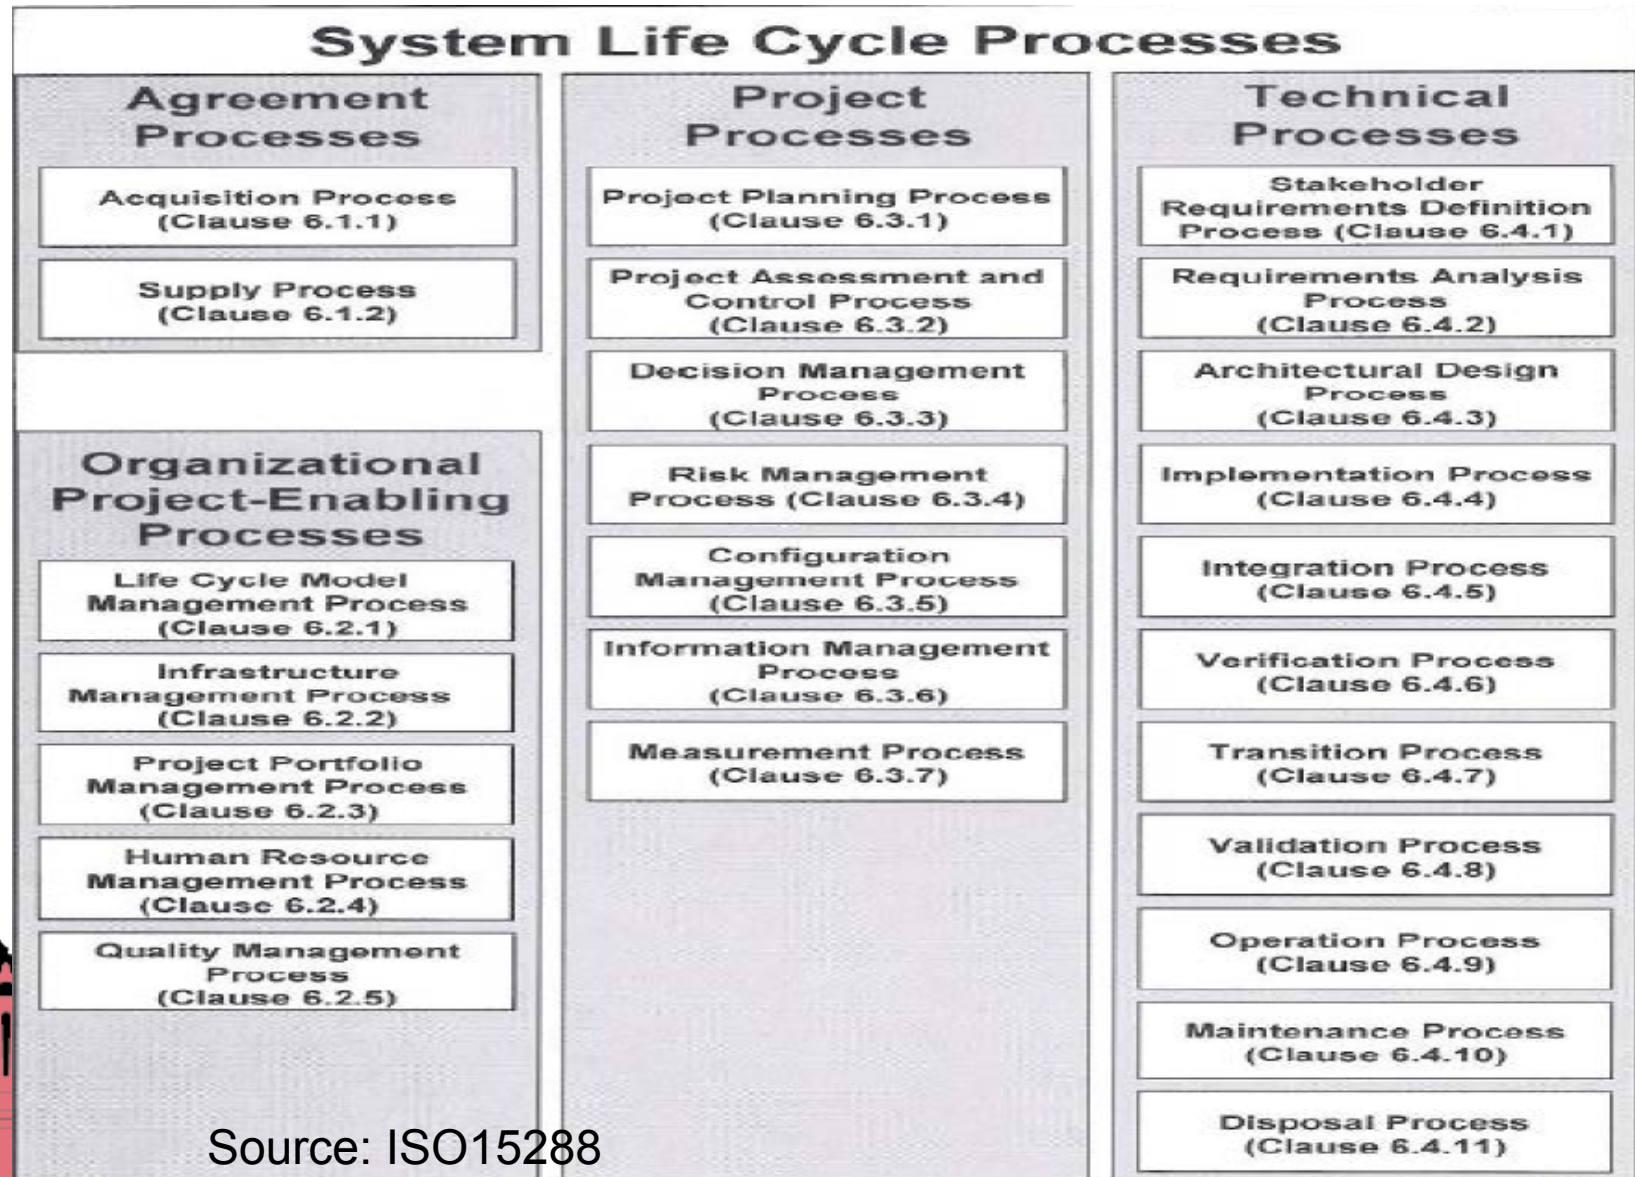 System Life Cycle Processes
Agreement
Processes
Acquisition Process
(Clause 6.1.1)
Supply Process
(Clause 6.1.2)
Organizational
Project-Enabling
Processes
Life Cycle Model
Management Process
(Clause 6.2.1)
Infrastructure
Management Process
(Clause 6.2.2)
Project Portfolio
Management Process
(Clause 6.2.3)
Human Resource
Management Process
(Clause 6.2.4)
Quality Management
Process
(Clause 6.2.5)
Project
Processes
Project Planning Process
(Clause 6.3.1)
Project Assessment and
Control Process
(Clause 6.3.2)
Decision Management
Process
(Clause 6.3.3)
Risk Management
Process (Clause 6.3.4)
Configuration
Management Process
(Clause 6.3.5)
Information Management
Process
(Clause 6.3.6)
Measurement Process
(Clause 6.3.7)
Technical
Processes
Stakeholder
Requirements Definition
Process (Clause 6.4.1)
Requirements Analysis
Process
(Clause 6.4.2)
Architectural Design
Process
(Clause 6.4.3)
Implementation Process
(Clause 6.4.4)
Integration Process
(Clause 6.4.5)
Verification Process
(Clause 6.4.6)
Transition Process
(Clause 6.4.7)
Validation Process
(Clause 6.4.8)
Operation Process
(Clause 6.4.9)
Maintenance Process
(Clause 6.4.10)
Disposal Process
(Clause 6.4.11)
Source: ISO15288